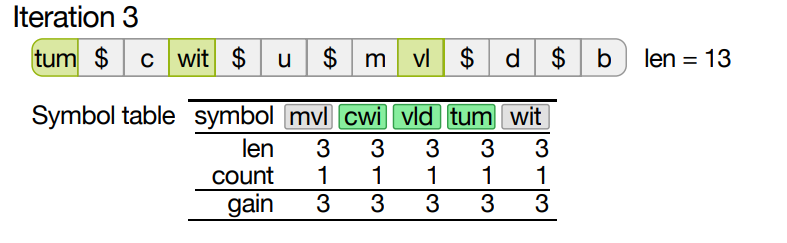 Iteration 3
tum $ c wit $ u $ m vl $ d $ b len = 13
Symbol table symbol mvl cwi vld tum wit
len 3 3 3 3 3
count 1 1 1 1 1
gain 3 3 3 3 3